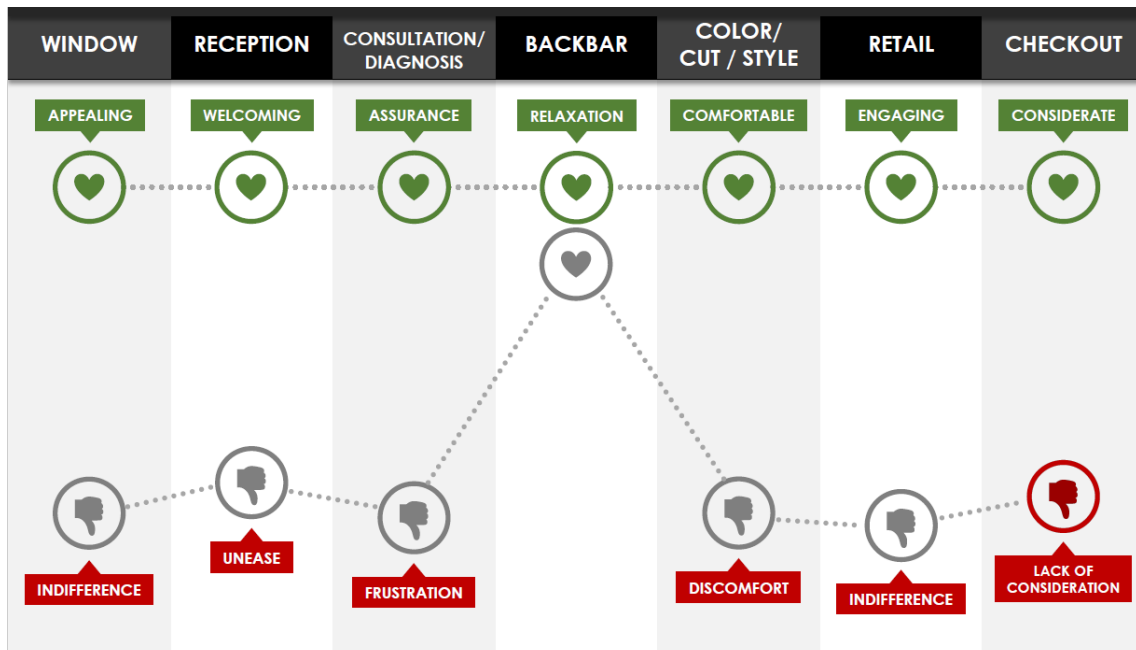 WINDOW
RECEPTION
CONSULTATION/
DIAGNOSIS
BACKBAR
COLOR/
CUT / STYLE
RETAIL
CHECKOUT
APPEALING
WELCOMING
ASSURANCE
RELAXATION
COMFORTABLE
ENGAGING
CONSIDERATE
INDIFFERENCE
UNEASE
FRUSTRATION
DISCOMFORT
INDIFFERENCE
LACK OF
CONSIDERATION